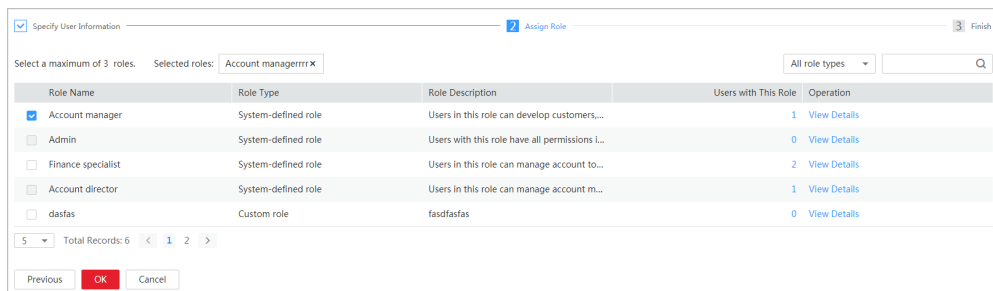 Specify User Information 2 Assign Role 3 Finish
Select a maximum of 3 roles. Selected roles: Account managerrrr× All role types
Role Name Role Type Role Description Users with This Role Operation
Account manager System-defined role Users in this role can develop customers,... 1 View Details
Admin System-defined role Users with this role have all permissions i... 0 View Details
Finance specialist System-defined role Users in this role can manage account to... 2 View Details
Account director System-defined role Users in this role can manage account m... 1 View Details
dasfas Custom role fasdfasfas 0 View Details
5 Total Records: 6 < 1 2 >
Previous OK Cancel